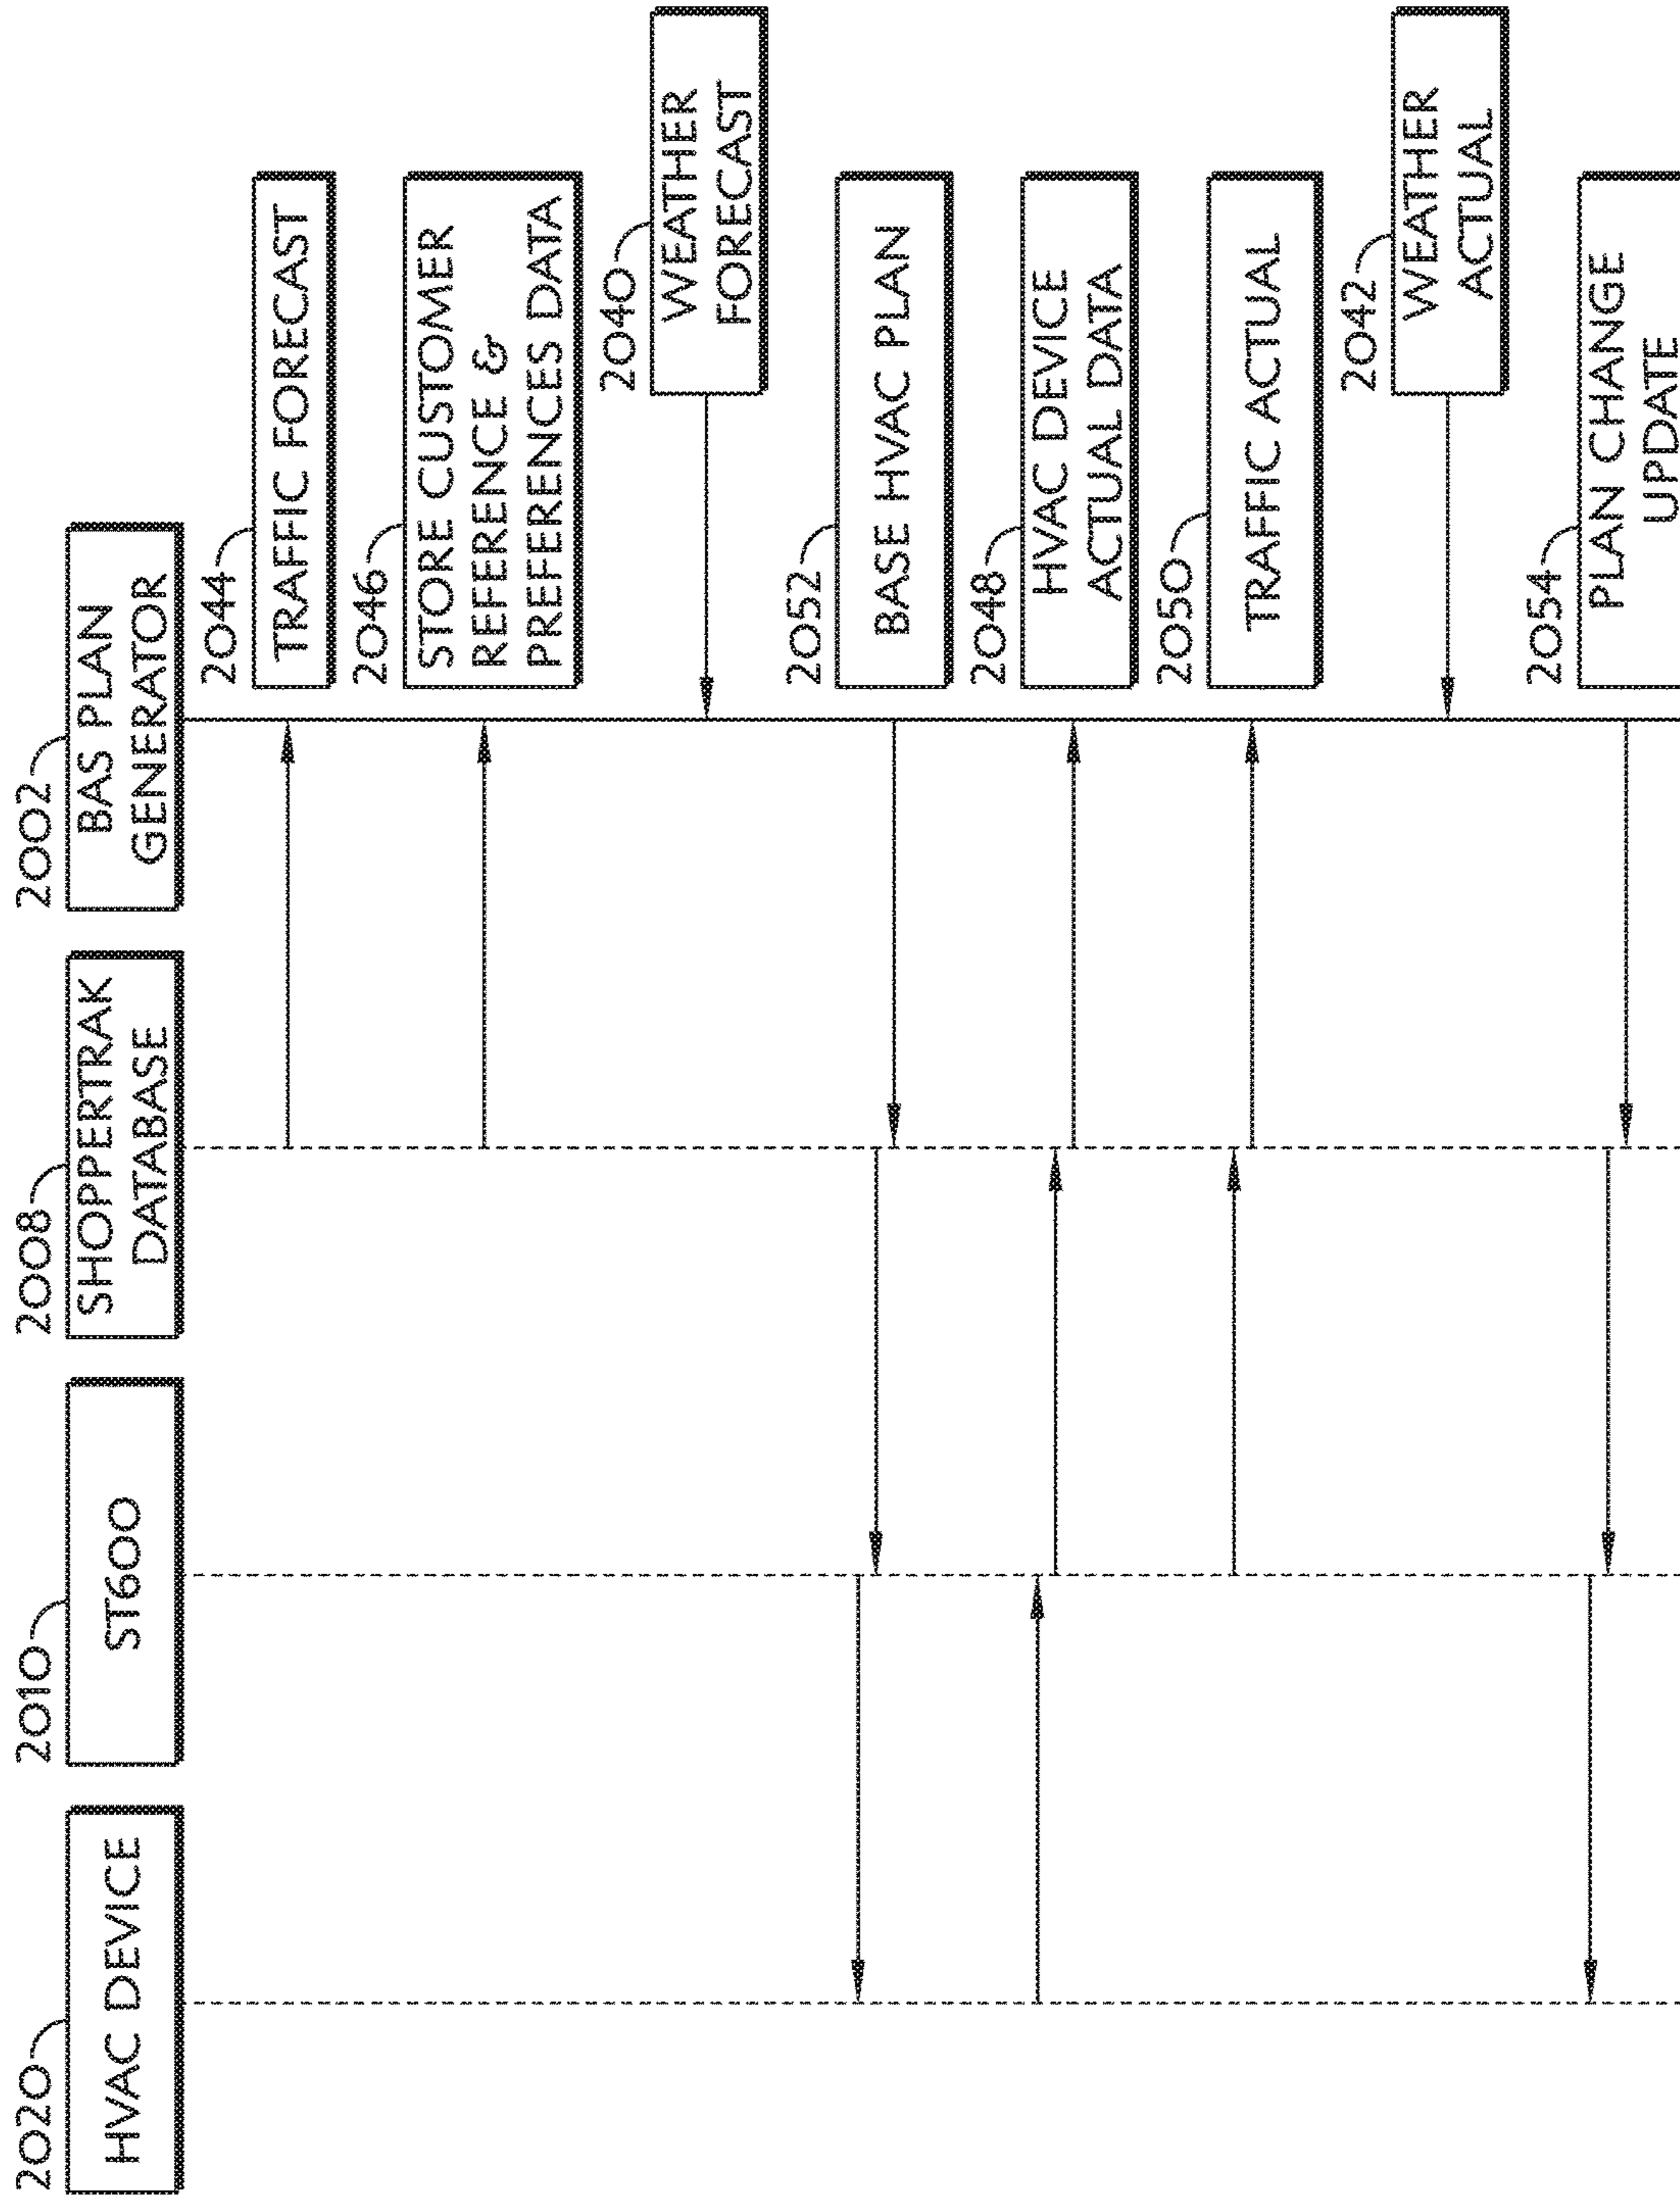 2020
HVAC DEVICE
2010
ST600
2008
SHOPPERTRAK
DATABASE
2002
BAS PLAN
GENERATOR
2044
TRAFFIC FORECAST
2046
STORE CUSTOMER
REFERENCE &
PREFERENCES DATA
2040
WEATHER
FORECAST
2052
BASE HVAC PLAN
2048
HVAC DEVICE
ACTUAL DATA
2050
TRAFFIC ACTUAL
2042
WEATHER
ACTUAL
2054
PLAN CHANGE
UPDATE